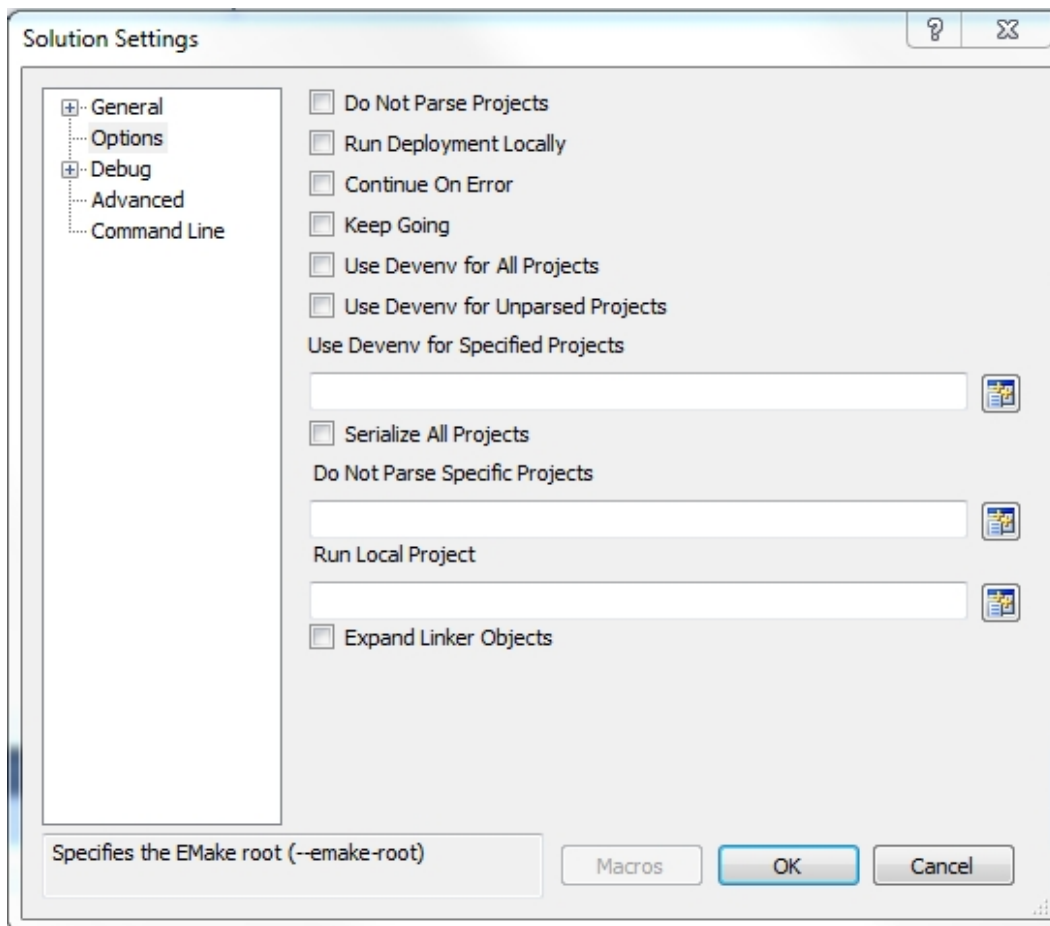 Solution Settings
General
Options
Debug
Advanced
Command Line
Do Not Parse Projects
Run Deployment Locally
Continue On Error
Keep Going
Use Devenv for All Projects
Use Devenv for Unparsed Projects
Use Devenv for Specified Projects
Serialize All Projects
Do Not Parse Specific Projects
Run Local Project
Expand Linker Objects
Specifies the EMake root (--emake-root)
Macros
OK
Cancel